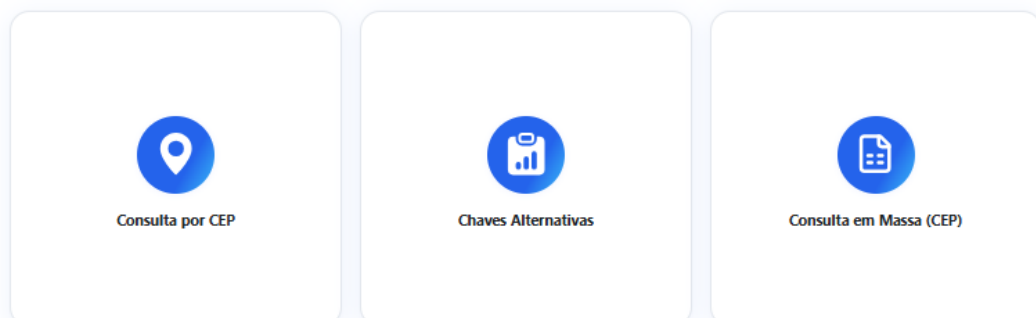 Consulta por CEP
Chaves Alternativas
Consulta em Massa (CEP)